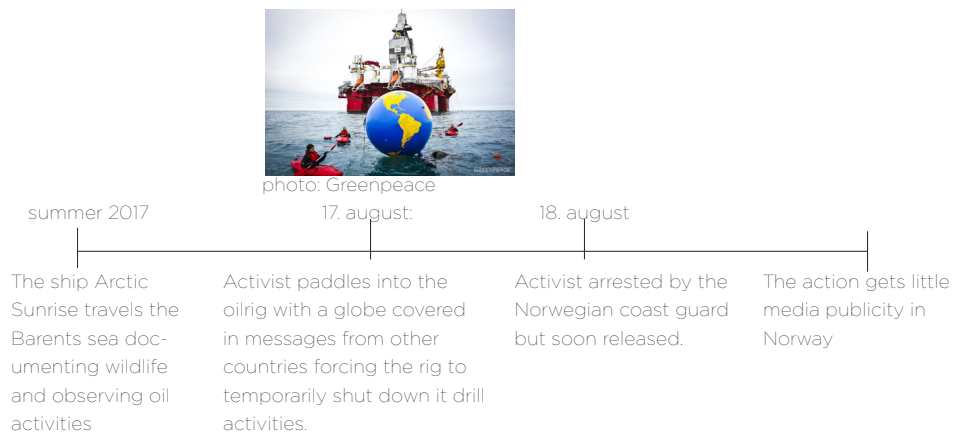 GREENPEACE
photo: Greenpeace
summer 2017
17. august:
18. august
The ship Arctic
Sunrise travels the
Barents sea doc-
umenting wildlife
and observing oil
activities
Activist paddles into the
oilrig with a globe covered
in messages from other
countries forcing the rig to
temporarily shut down it drill
activities.
Activist arrested by the
Norwegian coast guard
but soon released.
The action gets little
media publicity in
Norway